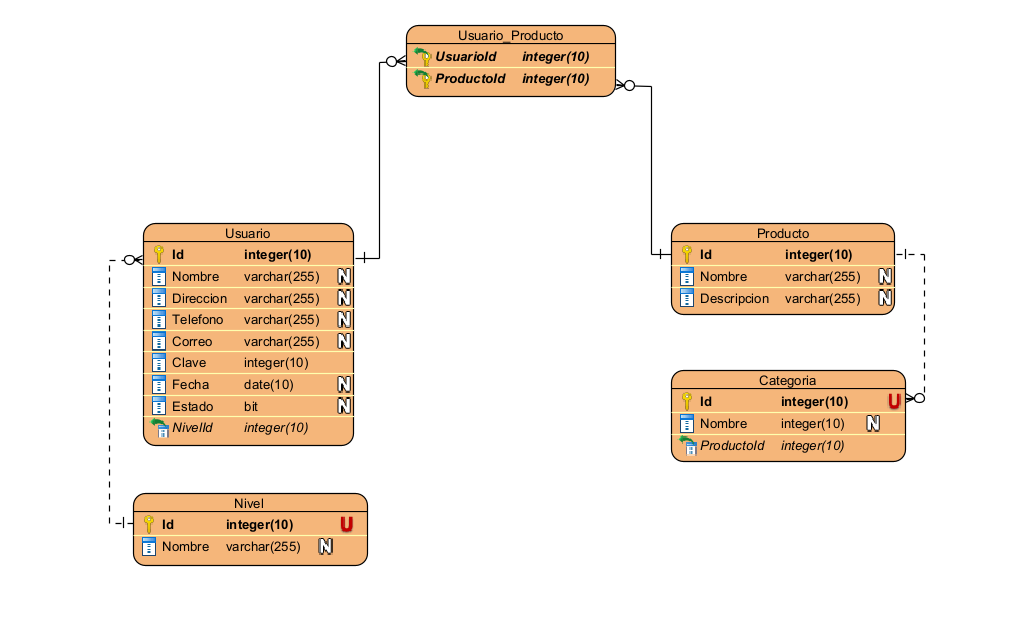 Usuario_Producto
UsuarioId integer(10)
ProductoId integer(10)
Usuario
Id integer(10)
Nombre varchar(255) N
Direccion varchar(255) N
Telefono varchar(255) N
Correo varchar(255) N
Clave integer(10)
Fecha date(10) N
Estado bit N
NivelId integer(10)
Producto
Id integer(10)
Nombre varchar(255) N
Descripcion varchar(255) N
Categoria
Id integer(10) U
Nombre integer(10) N
ProductoId integer(10)
Nivel
Id integer(10) U
Nombre varchar(255) N